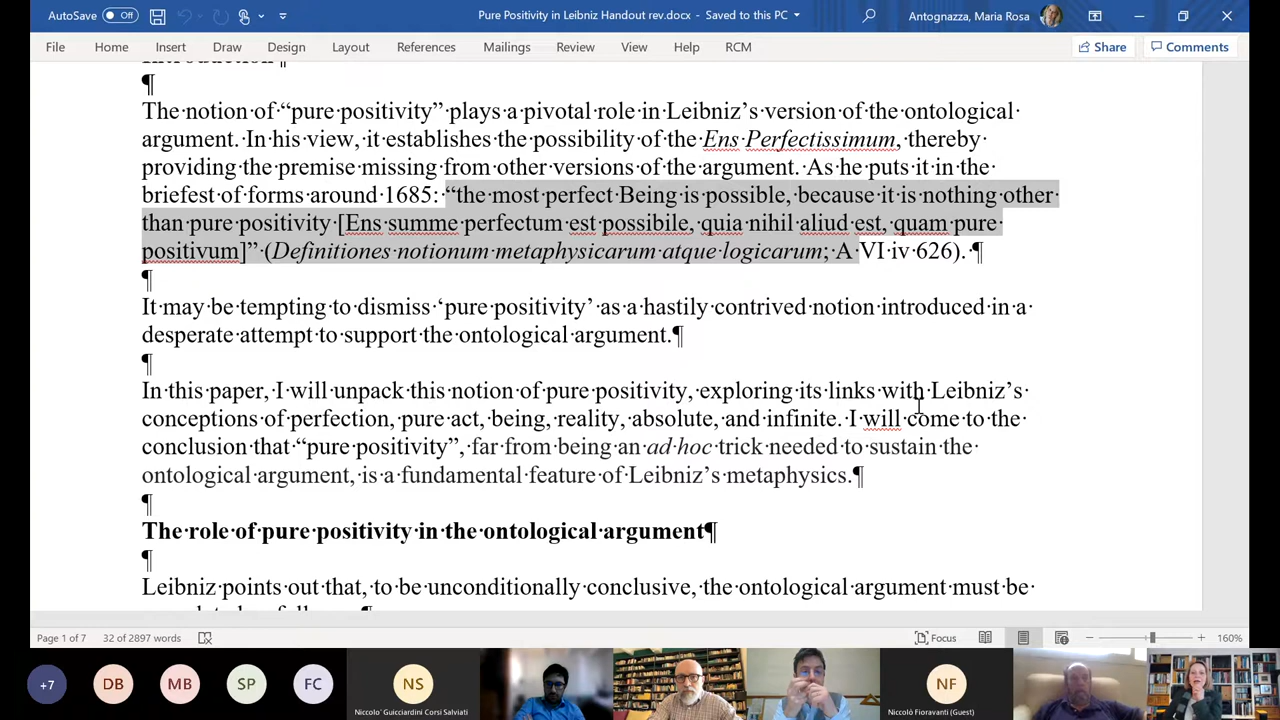 AutoSave Off Pure Positivity in Leibniz Handout rev.docx - Saved to this PC Antognazza, Maria Rosa
File Home Insert Draw Design Layout References Mailings Review View Help RCM Share Comments
Introduction¶
¶
The·notion·of·“pure·positivity”·plays·a·pivotal·role·in·Leibniz’s·version·of·the·ontological·
argument.·In·his·view,·it·establishes·the·possibility·of·the·Ens·Perfectissimum,·thereby·
providing·the·premise·missing·from·other·versions·of·the·argument.·As·he·puts·it·in·the·
briefest·of·forms·around·1685:·“the·most·perfect·Being·is·possible,·because·it·is·nothing·other·
than·pure·positivity·[Ens·summe·perfectum·est·possibile,·quia·nihil·aliud·est,·quam·pure·
positivum]”·(Definitiones·notionum·metaphysicarum·atque·logicarum;·A·VI·iv·626).·¶
¶
It·may·be·tempting·to·dismiss·‘pure·positivity’·as·a·hastily·contrived·notion·introduced·in·a·
desperate·attempt·to·support·the·ontological·argument.¶
¶
In·this·paper,·I·will·unpack·this·notion·of·pure·positivity,·exploring·its·links·with·Leibniz’s·
conceptions·of·perfection,·pure·act,·being,·reality,·absolute,·and·infinite.·I·will·come·to·the·
conclusion·that·“pure·positivity”,·far·from·being·an·ad·hoc·trick·needed·to·sustain·the·
ontological·argument,·is·a·fundamental·feature·of·Leibniz’s·metaphysics.¶
¶
The·role·of·pure·positivity·in·the·ontological·argument¶
¶
Leibniz·points·out·that,·to·be·unconditionally·conclusive,·the·ontological·argument·must·be·
Page 1 of 7 32 of 2897 words Focus 160%
+7 DB MB SP FC NS NF
Niccolo' Guicciardini Corsi Salviati Niccolò Fioravanti (Guest)